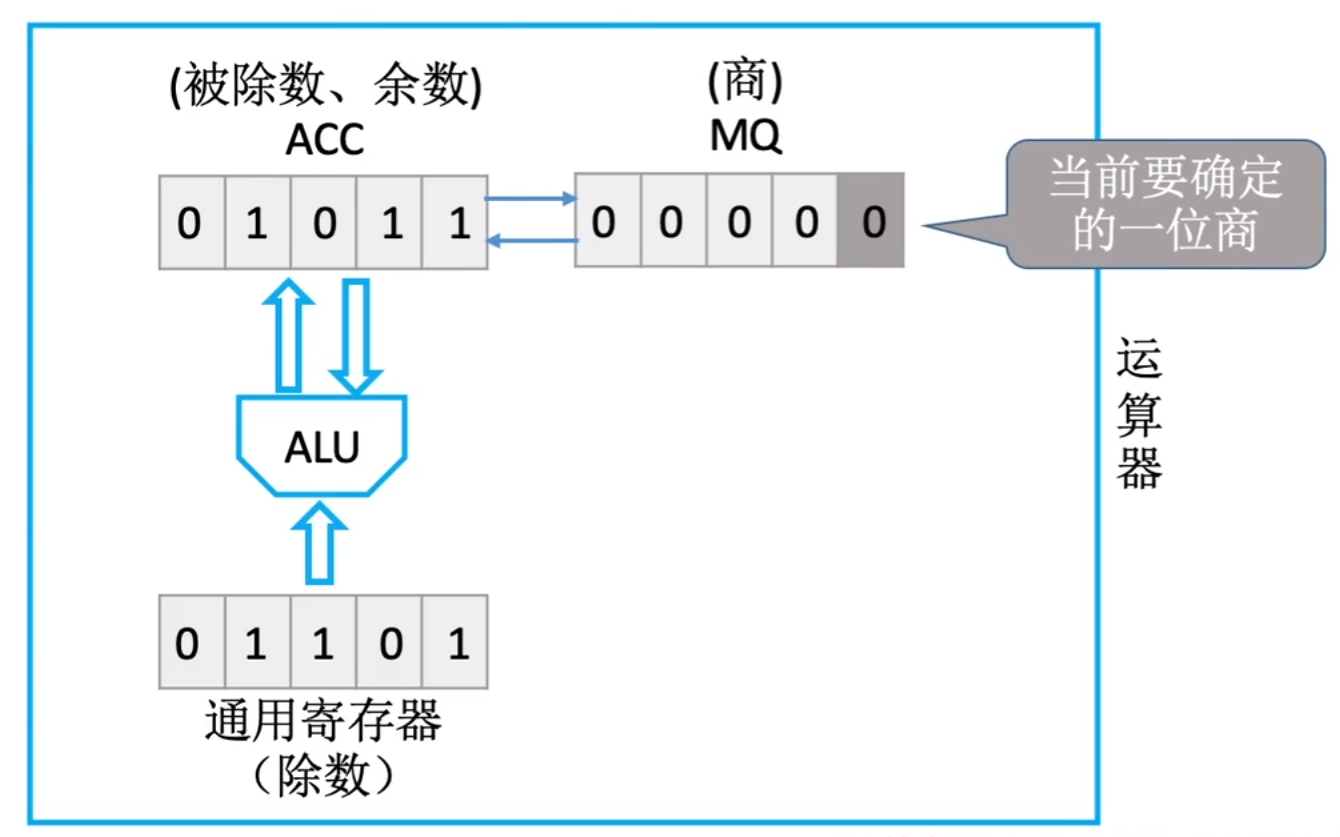 (被除数、余数)
ACC
(商)
MQ
0 1 0 1 1
0 0 0 0 0
当前要确定
的一位商
ALU
运
算
器
0 1 1 0 1
通用寄存器
（除数）